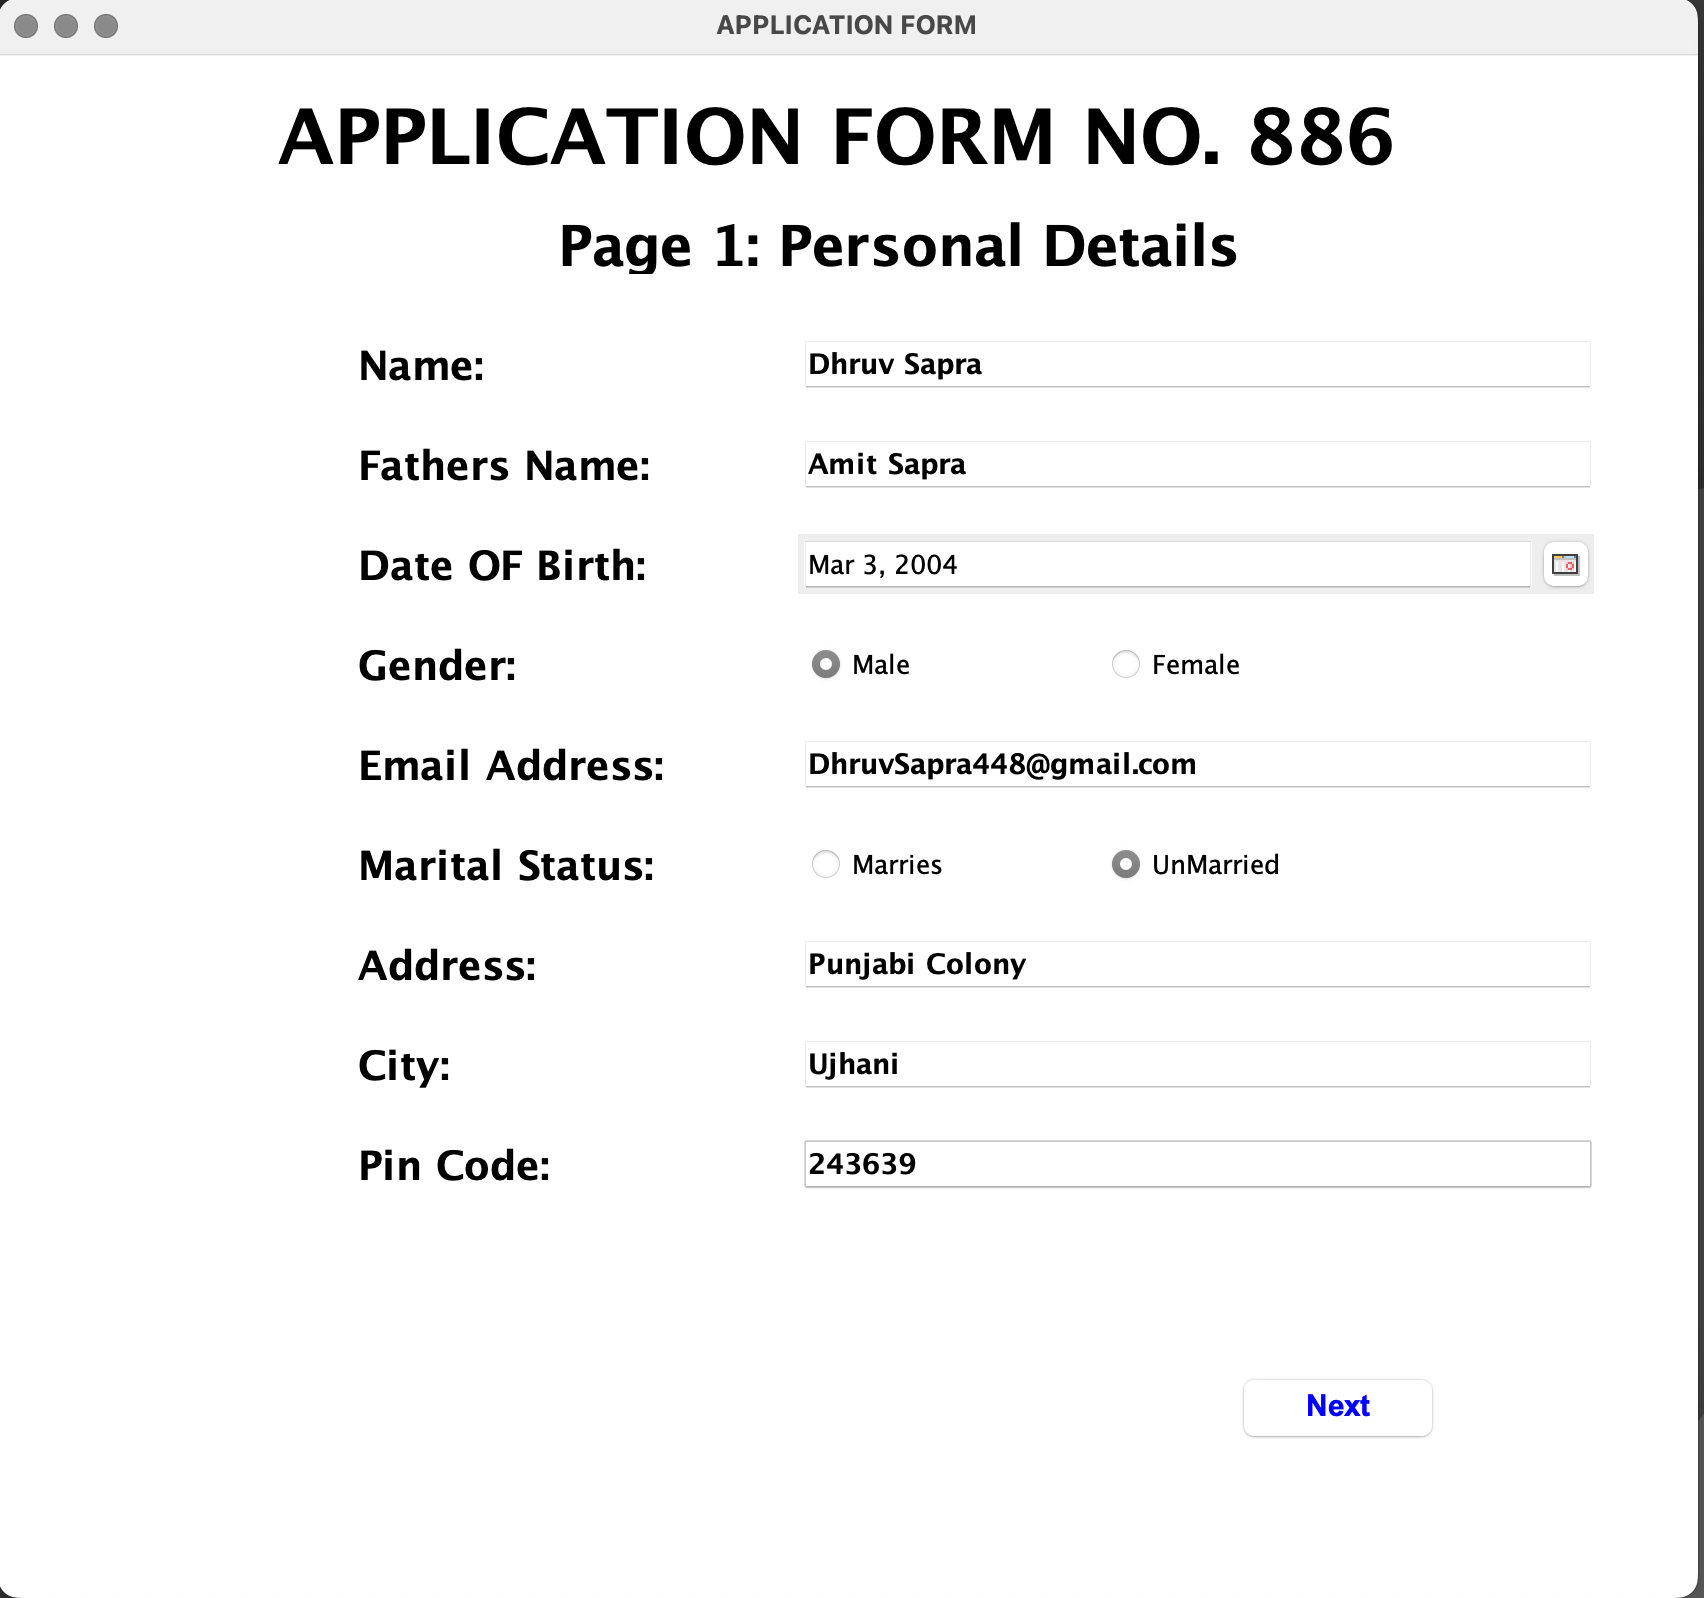 APPLICATION FORM
APPLICATION FORM NO. 886
Page 1: Personal Details
Name: Dhruv Sapra
Fathers Name: Amit Sapra
Date OF Birth: Mar 3, 2004
Gender: Male Female
Email Address: DhruvSapra448@gmail.com
Marital Status: Marries UnMarried
Address: Punjabi Colony
City: Ujhani
Pin Code: 243639
Next